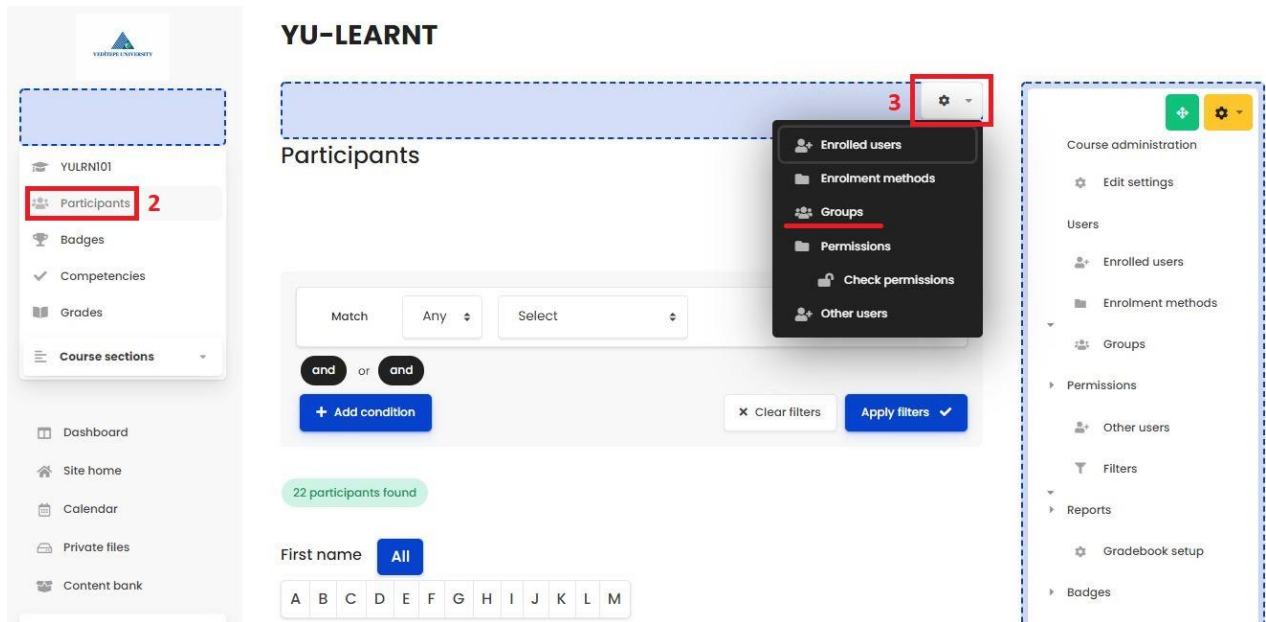 YEDİTEPE UNIVERSITY
YULRN101
Participants
2
Badges
Competencies
Grades
Course sections
Dashboard
Site home
Calendar
Private files
Content bank
YU-LEARNT
3
Participants
Enrolled users
Enrolment methods
Groups
Permissions
Check permissions
Other users
Match Any Select
and or and
+ Add condition
× Clear filters Apply filters
22 participants found
First name All
A B C D E F G H I J K L M
Course administration
Edit settings
Users
Enrolled users
Enrolment methods
Groups
Permissions
Other users
Filters
Reports
Gradebook setup
Badges